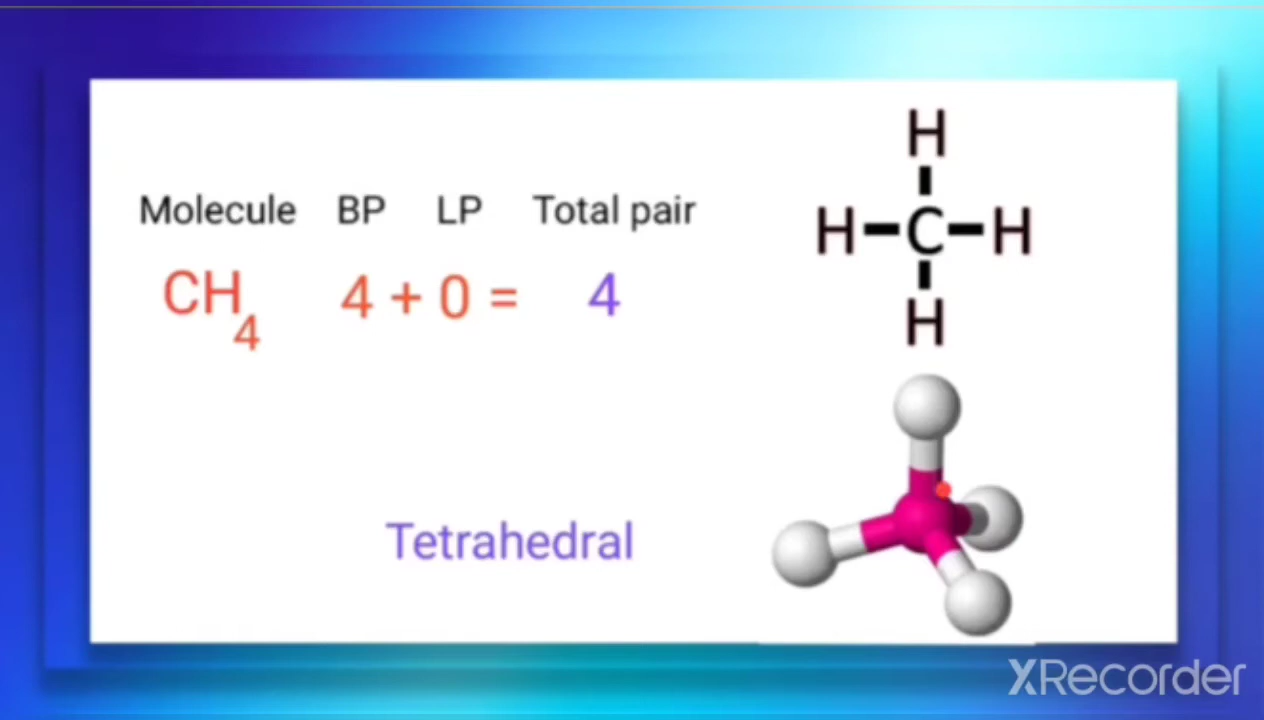 Molecule BP LP Total pair
CH4 4 + 0 = 4
Tetrahedral
H
H-C-H
H
XRecorder